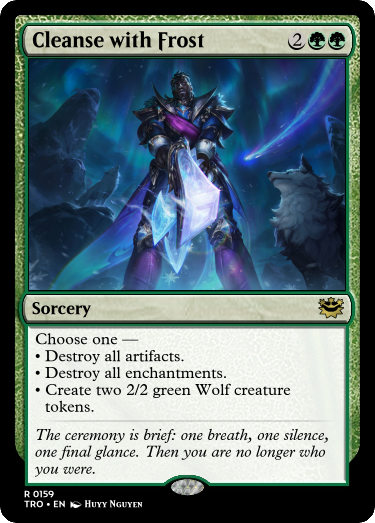 Cleanse with Frost 2
Sorcery
Choose one —
• Destroy all artifacts.
• Destroy all enchantments.
• Create two 2/2 green Wolf creature
tokens.
The ceremony is brief: one breath, one silence,
one final glance. Then you are no longer who
you were.
R 0159
TRO • EN Huyy Nguyen